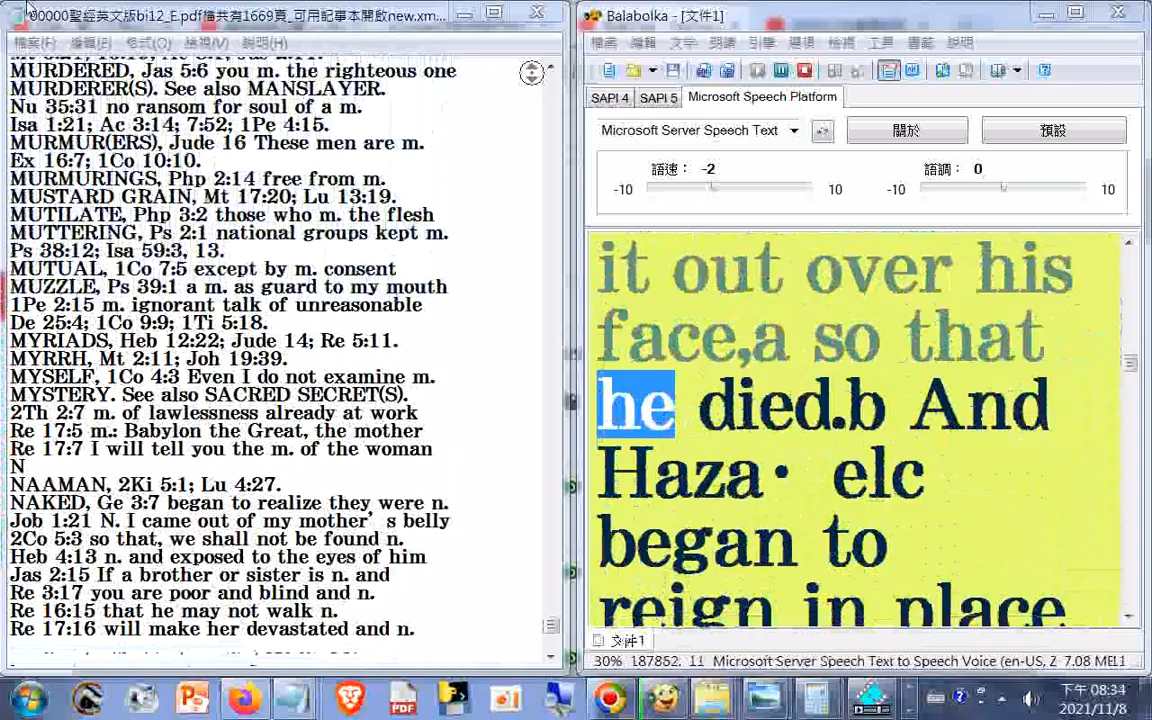 00000聖經英文版bi12_E.pdf檔共有1669頁_可用記事本開啟new.xm...
檔案(F) 編輯(E) 格式(O) 檢視(V) 說明(H)
MURDERED, Jas 5:6 you m. the righteous one
MURDERER(S). See also MANSLAYER.
Nu 35:31 no ransom for soul of a m.
Isa 1:21; Ac 3:14; 7:52; 1Pe 4:15.
MURMUR(ERS), Jude 16 These men are m.
Ex 16:7; 1Co 10:10.
MURMURINGS, Php 2:14 free from m.
MUSTARD GRAIN, Mt 17:20; Lu 13:19.
MUTILATE, Php 3:2 those who m. the flesh
MUTTERING, Ps 2:1 national groups kept m.
Ps 38:12; Isa 59:3, 13.
MUTUAL, 1Co 7:5 except by m. consent
MUZZLE, Ps 39:1 a m. as guard to my mouth
1Pe 2:15 m. ignorant talk of unreasonable
De 25:4; 1Co 9:9; 1Ti 5:18.
MYRIADS, Heb 12:22; Jude 14; Re 5:11.
MYRRH, Mt 2:11; Joh 19:39.
MYSELF, 1Co 4:3 Even I do not examine m.
MYSTERY. See also SACRED SECRET(S).
2Th 2:7 m. of lawlessness already at work
Re 17:5 m.: Babylon the Great, the mother
Re 17:7 I will tell you the m. of the woman
N
NAAMAN, 2Ki 5:1; Lu 4:27.
NAKED, Ge 3:7 began to realize they were n.
Job 1:21 N. I came out of my mother’s belly
2Co 5:3 so that, we shall not be found n.
Heb 4:13 n. and exposed to the eyes of him
Jas 2:15 If a brother or sister is n. and
Re 3:17 you are poor and blind and n.
Re 16:15 that he may not walk n.
Re 17:16 will make her devastated and n.
Balabolka - [文件1]
檔案 編輯 文字 朗讀 引擎 選項 檢視 工具 書籤 說明
SAPI 4 SAPI 5 Microsoft Speech Platform
Microsoft Server Speech Text 關於 預設
語速： -2 語調： 0
-10 10 -10 10
it out over his
face,a so that
he died.b And
Haza· elc
began to
reign in place
文件1
30% 187852. 11 Microsoft Server Speech Text to Speech Voice (en-US, Z 7.08 ME
PDF
下午 08:34
2021/11/8